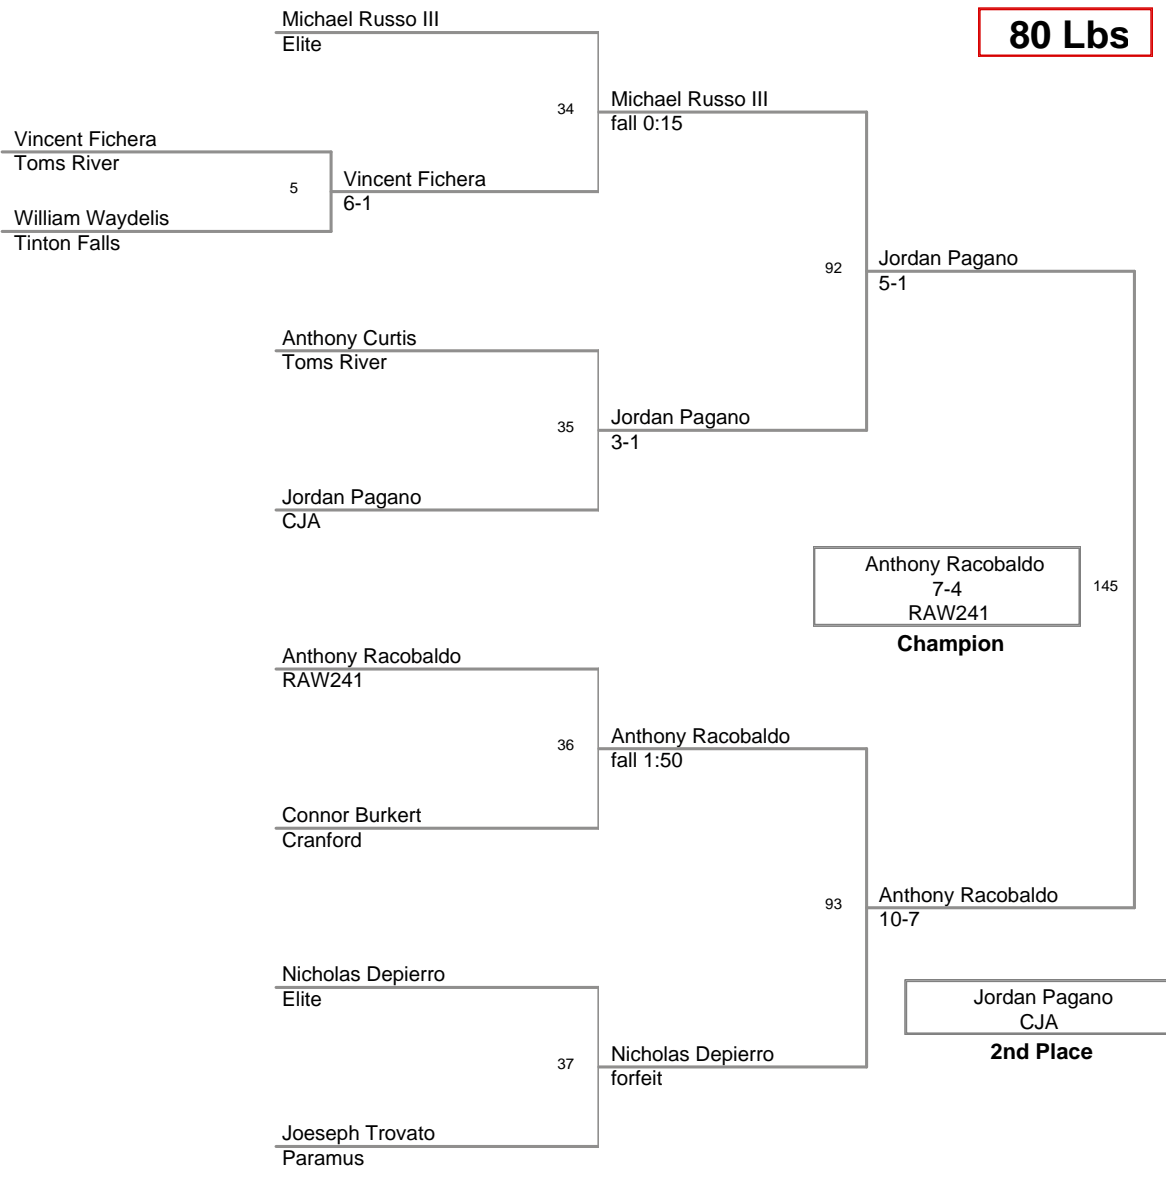 80 Lbs
Michael Russo III
Elite
34
Michael Russo III
fall 0:15
Vincent Fichera
Toms River
5
Vincent Fichera
6-1
William Waydelis
Tinton Falls
92
Jordan Pagano
5-1
Anthony Curtis
Toms River
35
Jordan Pagano
3-1
Jordan Pagano
CJA
Anthony Racobaldo
7-4
RAW241
Champion
145
Anthony Racobaldo
RAW241
36
Anthony Racobaldo
fall 1:50
Connor Burkert
Cranford
93
Anthony Racobaldo
10-7
Nicholas Depierro
Elite
Jordan Pagano
CJA
2nd Place
37
Nicholas Depierro
forfeit
Joeseph Trovato
Paramus